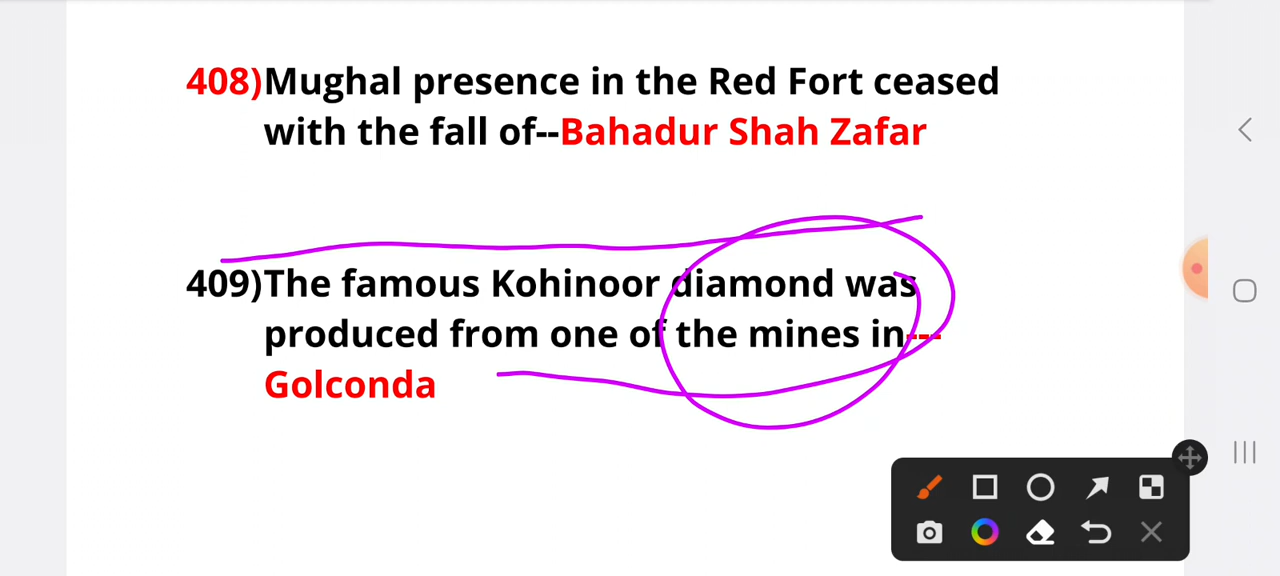 408)Mughal presence in the Red Fort ceased
with the fall of--Bahadur Shah Zafar
409)The famous Kohinoor diamond was
produced from one of the mines in---
Golconda